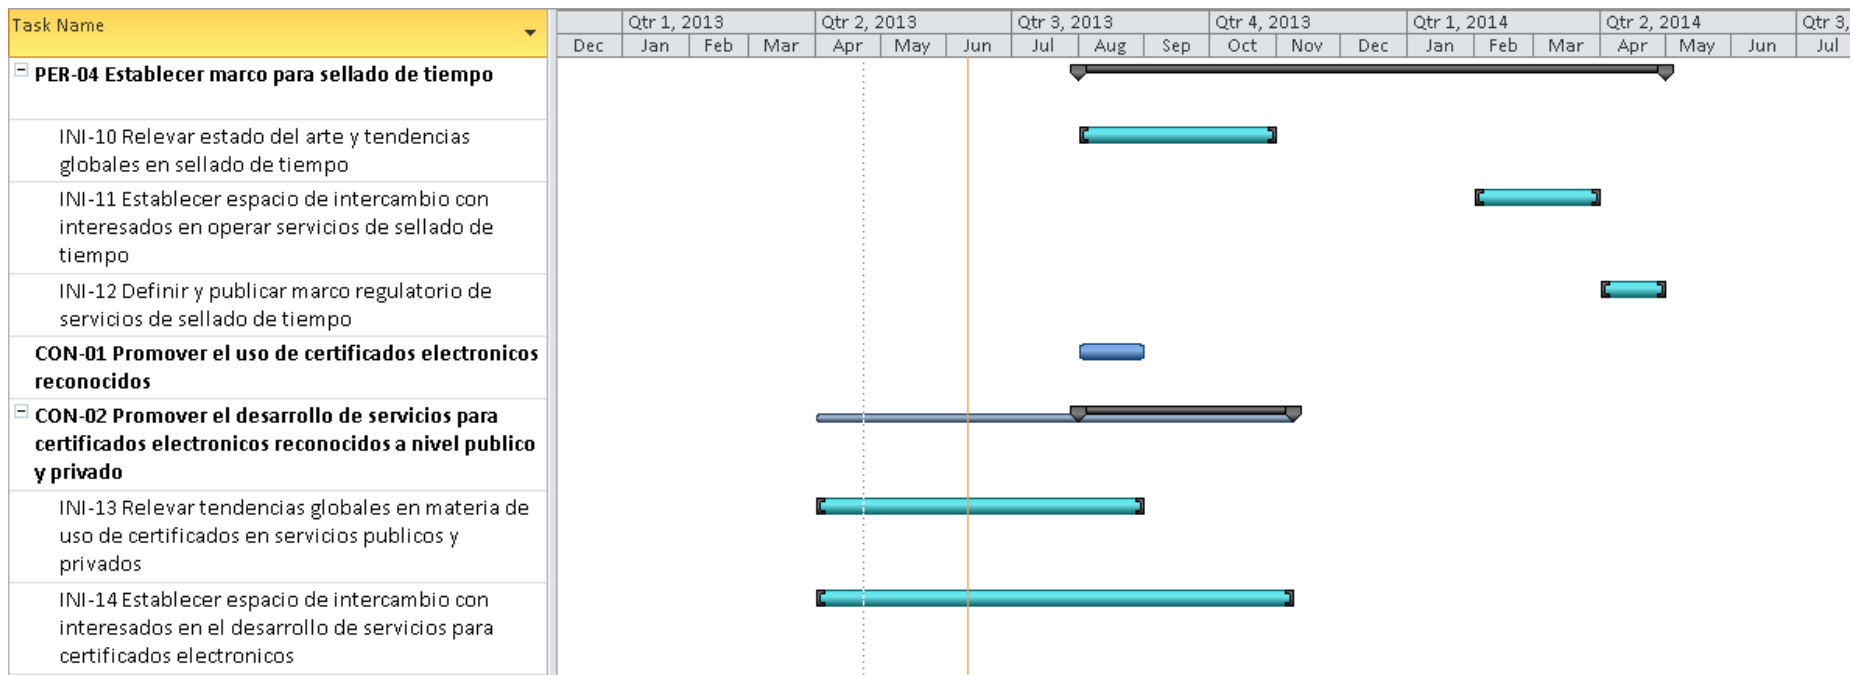 Task Name
Qtr 1, 2013 Qtr 2, 2013 Qtr 3, 2013 Qtr 4, 2013 Qtr 1, 2014 Qtr 2, 2014 Qtr 3,
Dec Jan Feb Mar Apr May Jun Jul Aug Sep Oct Nov Dec Jan Feb Mar Apr May Jun Jul
PER-04 Establecer marco para sellado de tiempo
INI-10 Relevar estado del arte y tendencias
globales en sellado de tiempo
INI-11 Establecer espacio de intercambio con
interesados en operar servicios de sellado de
tiempo
INI-12 Definir y publicar marco regulatorio de
servicios de sellado de tiempo
CON-01 Promover el uso de certificados electronicos
reconocidos
CON-02 Promover el desarrollo de servicios para
certificados electronicos reconocidos a nivel publico
y privado
INI-13 Relevar tendencias globales en materia de
uso de certificados en servicios publicos y
privados
INI-14 Establecer espacio de intercambio con
interesados en el desarrollo de servicios para
certificados electronicos